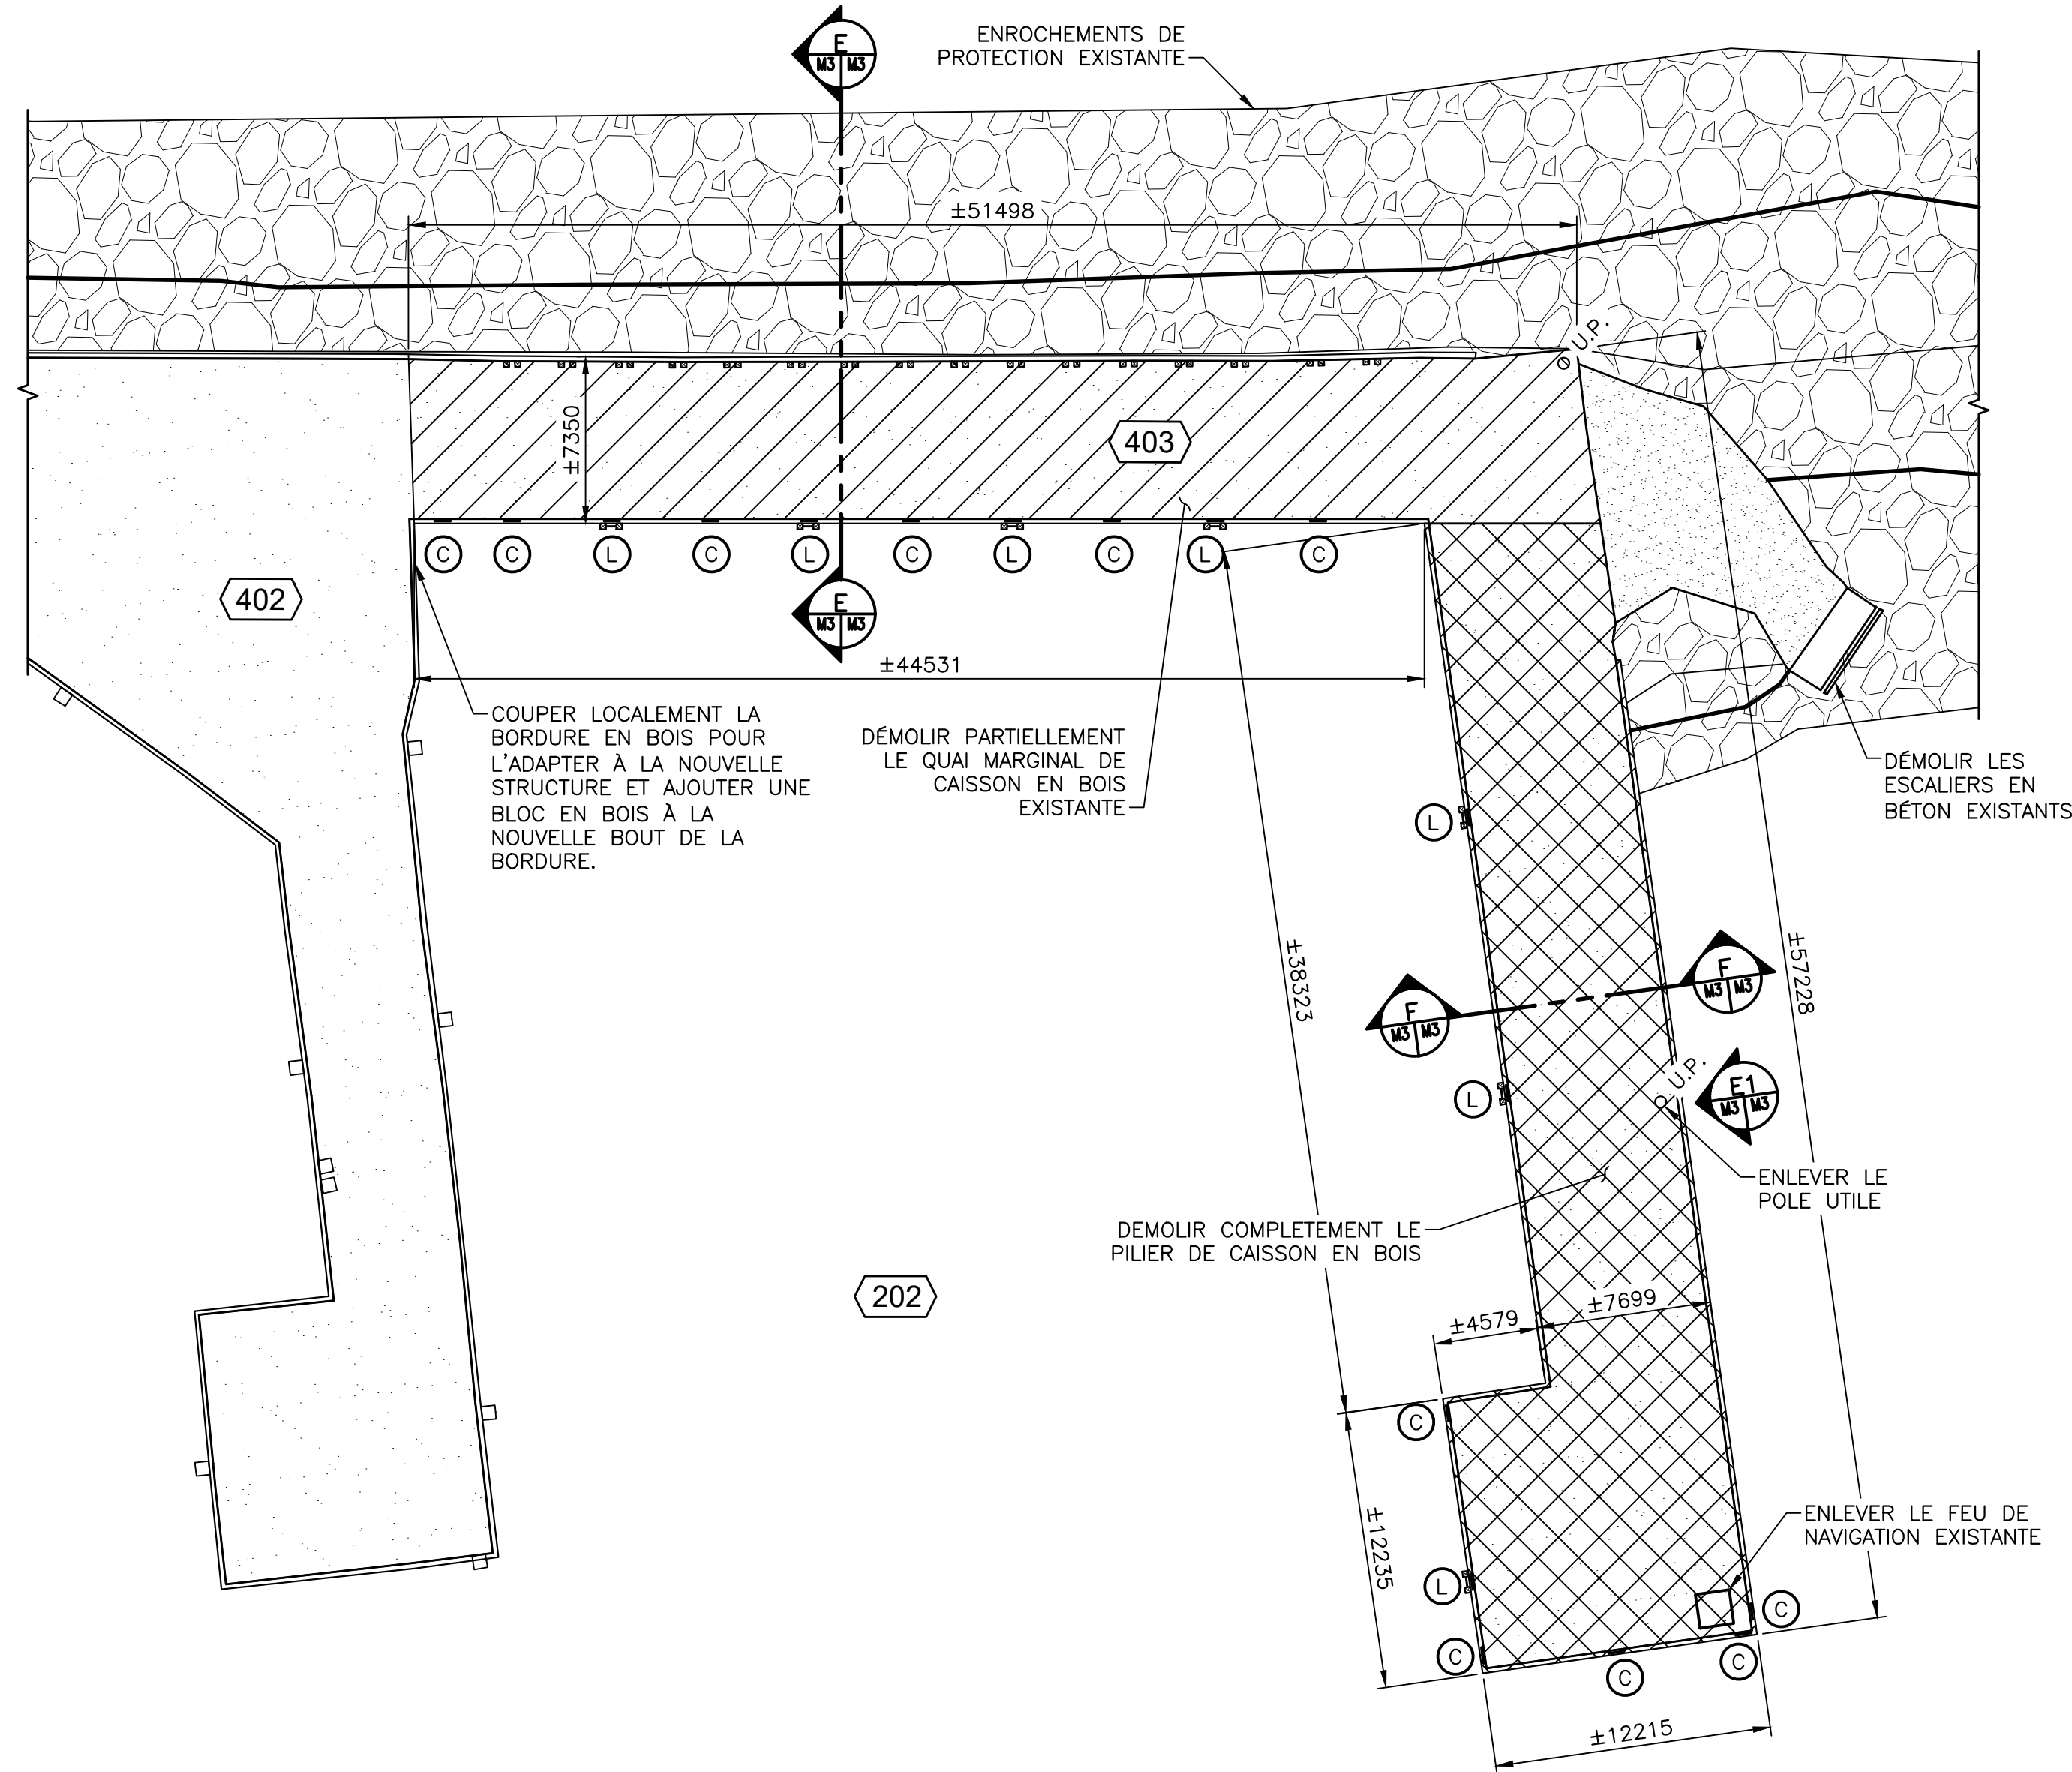 E
M3 M3
ENROCHEMENTS DE
PROTECTION EXISTANTE
±51498
U.P.
±7350
403
C
C
L
C
L
C
L
C
L
C
402
E
M3 M3
±44531
COUPER LOCALEMENT LA
BORDURE EN BOIS POUR
L'ADAPTER À LA NOUVELLE
STRUCTURE ET AJOUTER UNE
BLOC EN BOIS À LA
NOUVELLE BOUT DE LA
BORDURE.
DÉMOLIR PARTIELLEMENT
LE QUAI MARGINAL DE
CAISSON EN BOIS
EXISTANTE
DÉMOLIR LES
ESCALIERS EN
BÉTON EXISTANTS
L
±38323
±57228
F
M3 M3
F
M3 M3
U.P.
E1
M3 M3
L
ENLEVER LE
POLE UTILE
DEMOLIR COMPLETEMENT LE
PILIER DE CAISSON EN BOIS
202
±4579
±7699
C
±12235
ENLEVER LE FEU DE
NAVIGATION EXISTANTE
L
C
C
C
C
±12215